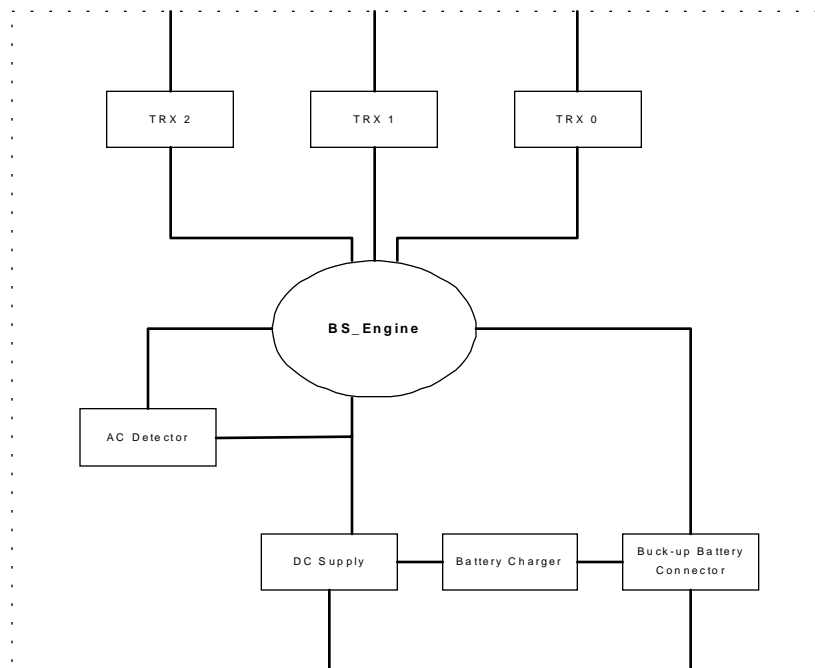 TRX 2
TRX 1
TRX 0
BS_Engine
AC Detector
DC Supply
Battery Charger
Buck-up Battery
Connector